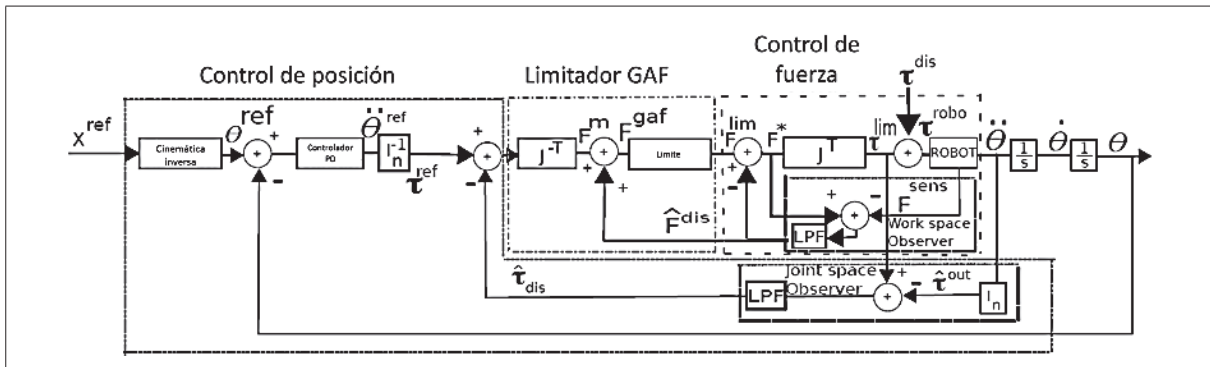 Control de posición
Limitador GAF
Control de
fuerza
τ^dis
X^ref
Cinemática
inversa
θ^ref
+
-
+
Controlador
PD
θ̈^ref
I_n^-1
τ^ref
+
-
+
J^-T
F^m
+
+
+
F^gaf
Límite
F^lim
+
-
+
F*
J^T
τ^lim
+
τ^robo
ROBOT
θ̈
1/s
θ̇
1/s
θ
F^sens
+
-
+
LPF
Work space
Observer
F̂^dis
Joint space
Observer
LPF
+
-
+
τ̂^out
I_n
τ̂_dis